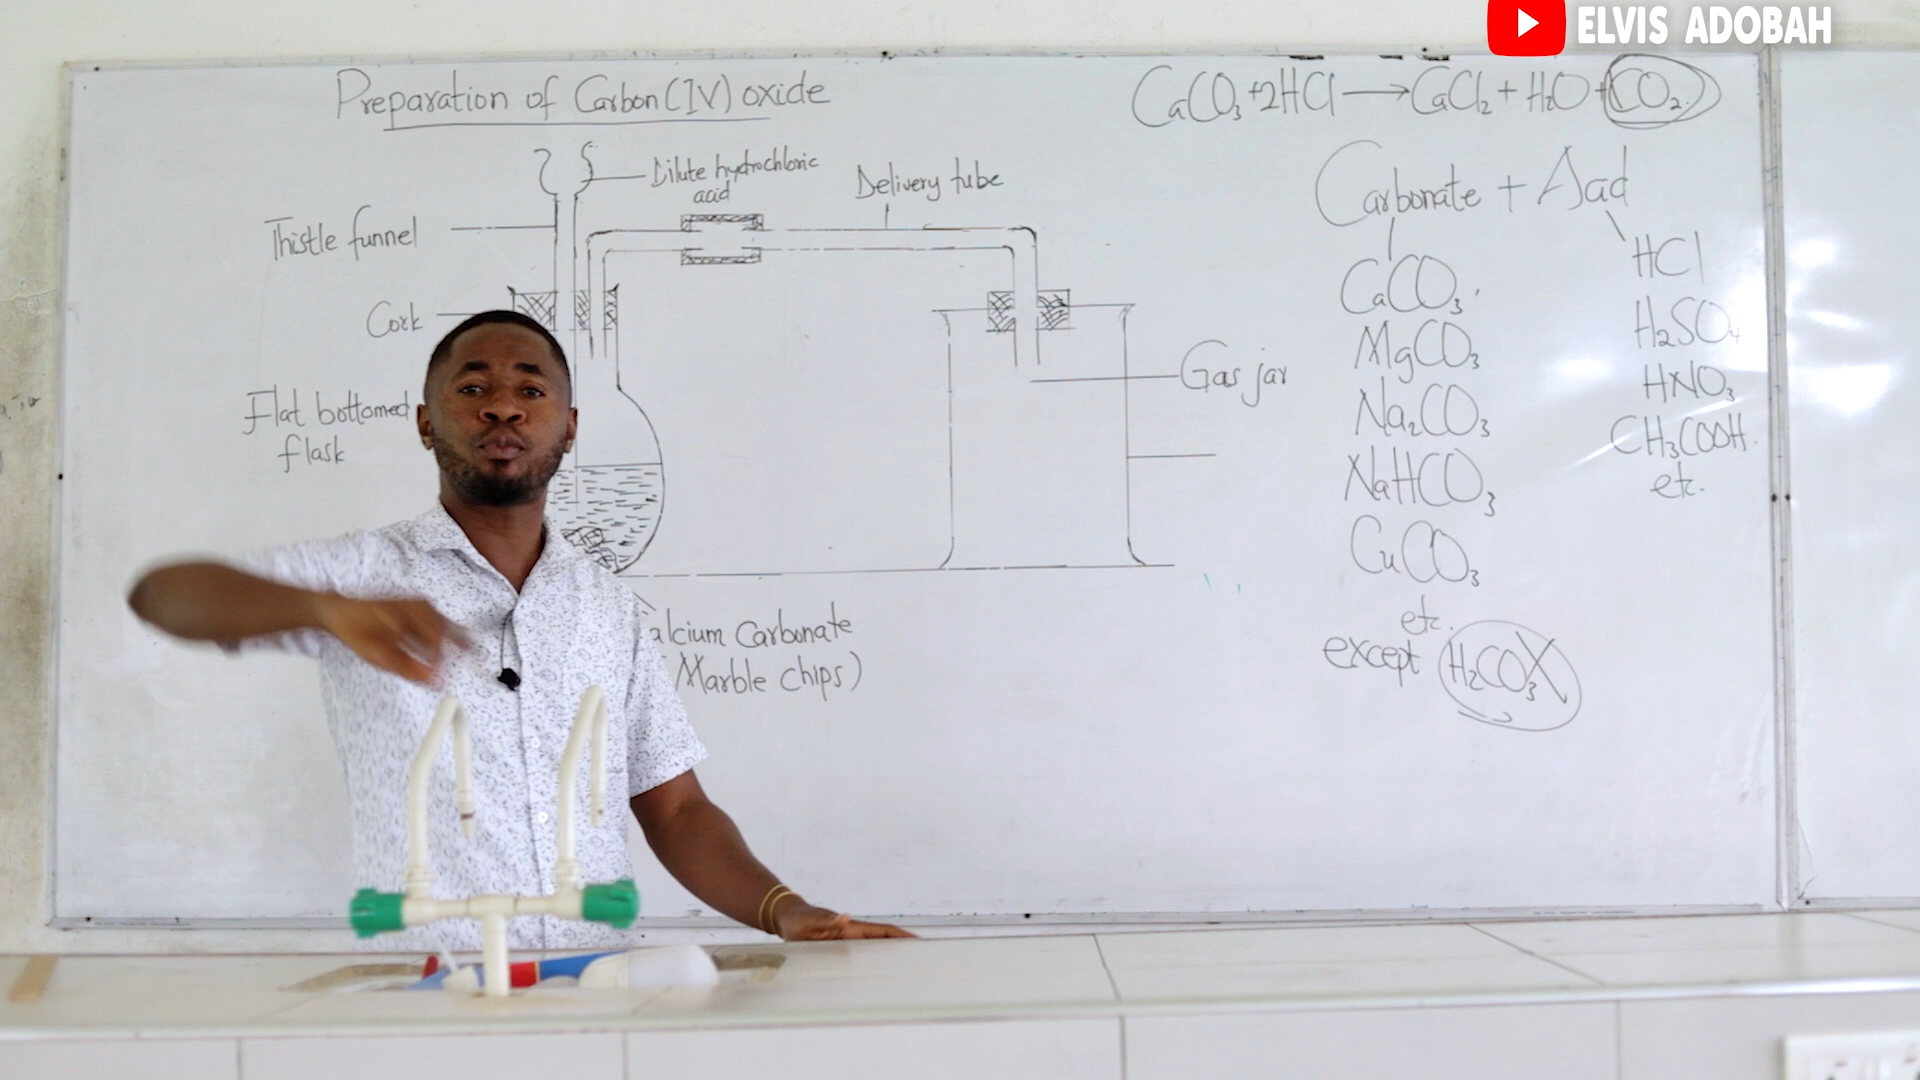 ELVIS ADOBAH
Preparation of Carbon(IV) oxide
CaCO₃ + 2HCl → CaCl₂ + H₂O + CO₂
Dilute hydrochloric
acid
Delivery tube
Thistle funnel
Cork
Flat bottomed
flask
Gas jar
alcium Carbonate
(Marble chips)
Carbonate + Acid
CaCO₃
MgCO₃
Na₂CO₃
NaHCO₃
CuCO₃
etc.
except H₂CO₃
HCl
H₂SO₄
HNO₃
CH₃COOH
etc.